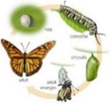 egg
caterpillar
chrysalis
adult
emerges
adult